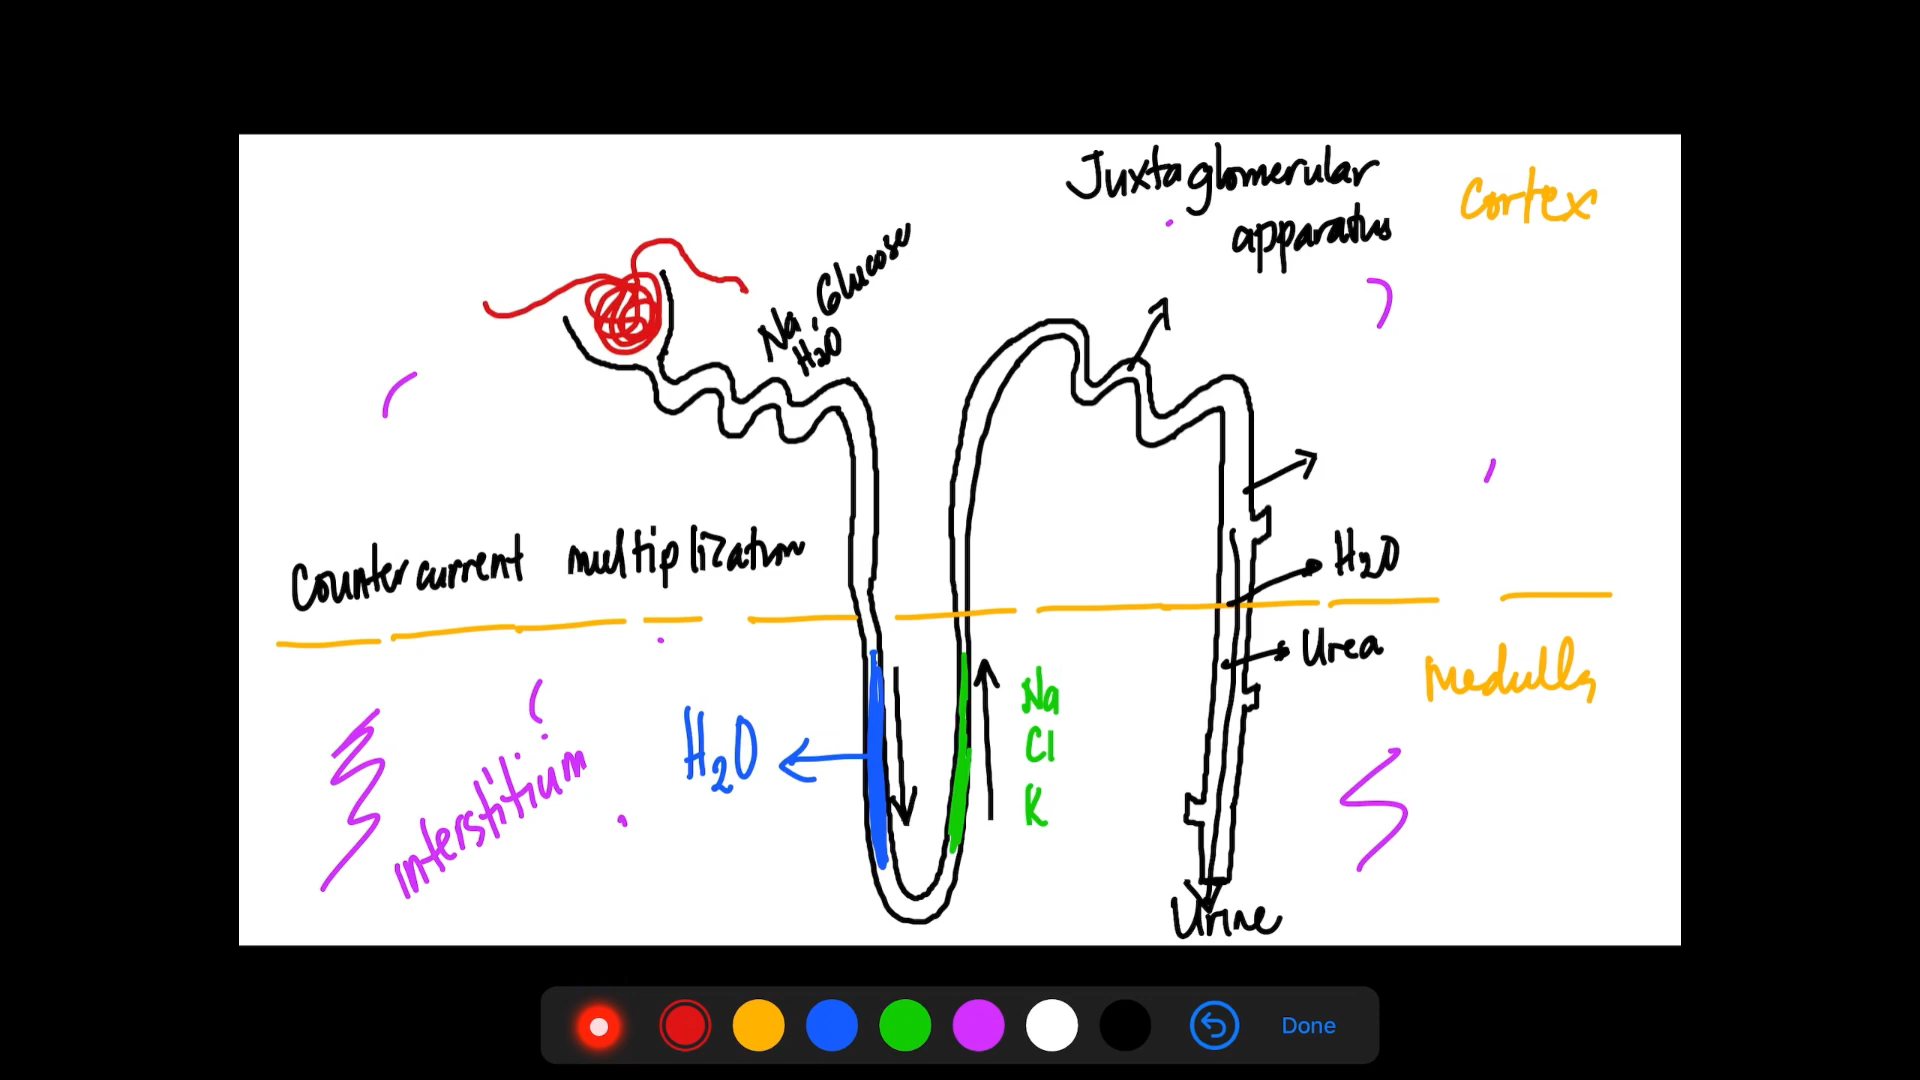 Juxtaglomerular
apparatus
Cortex
Na, Glucose
H₂O
Countercurrent multiplication
H₂O
Urea
Medulla
H₂O
Na
Cl
K
interstitium
Urine
Done